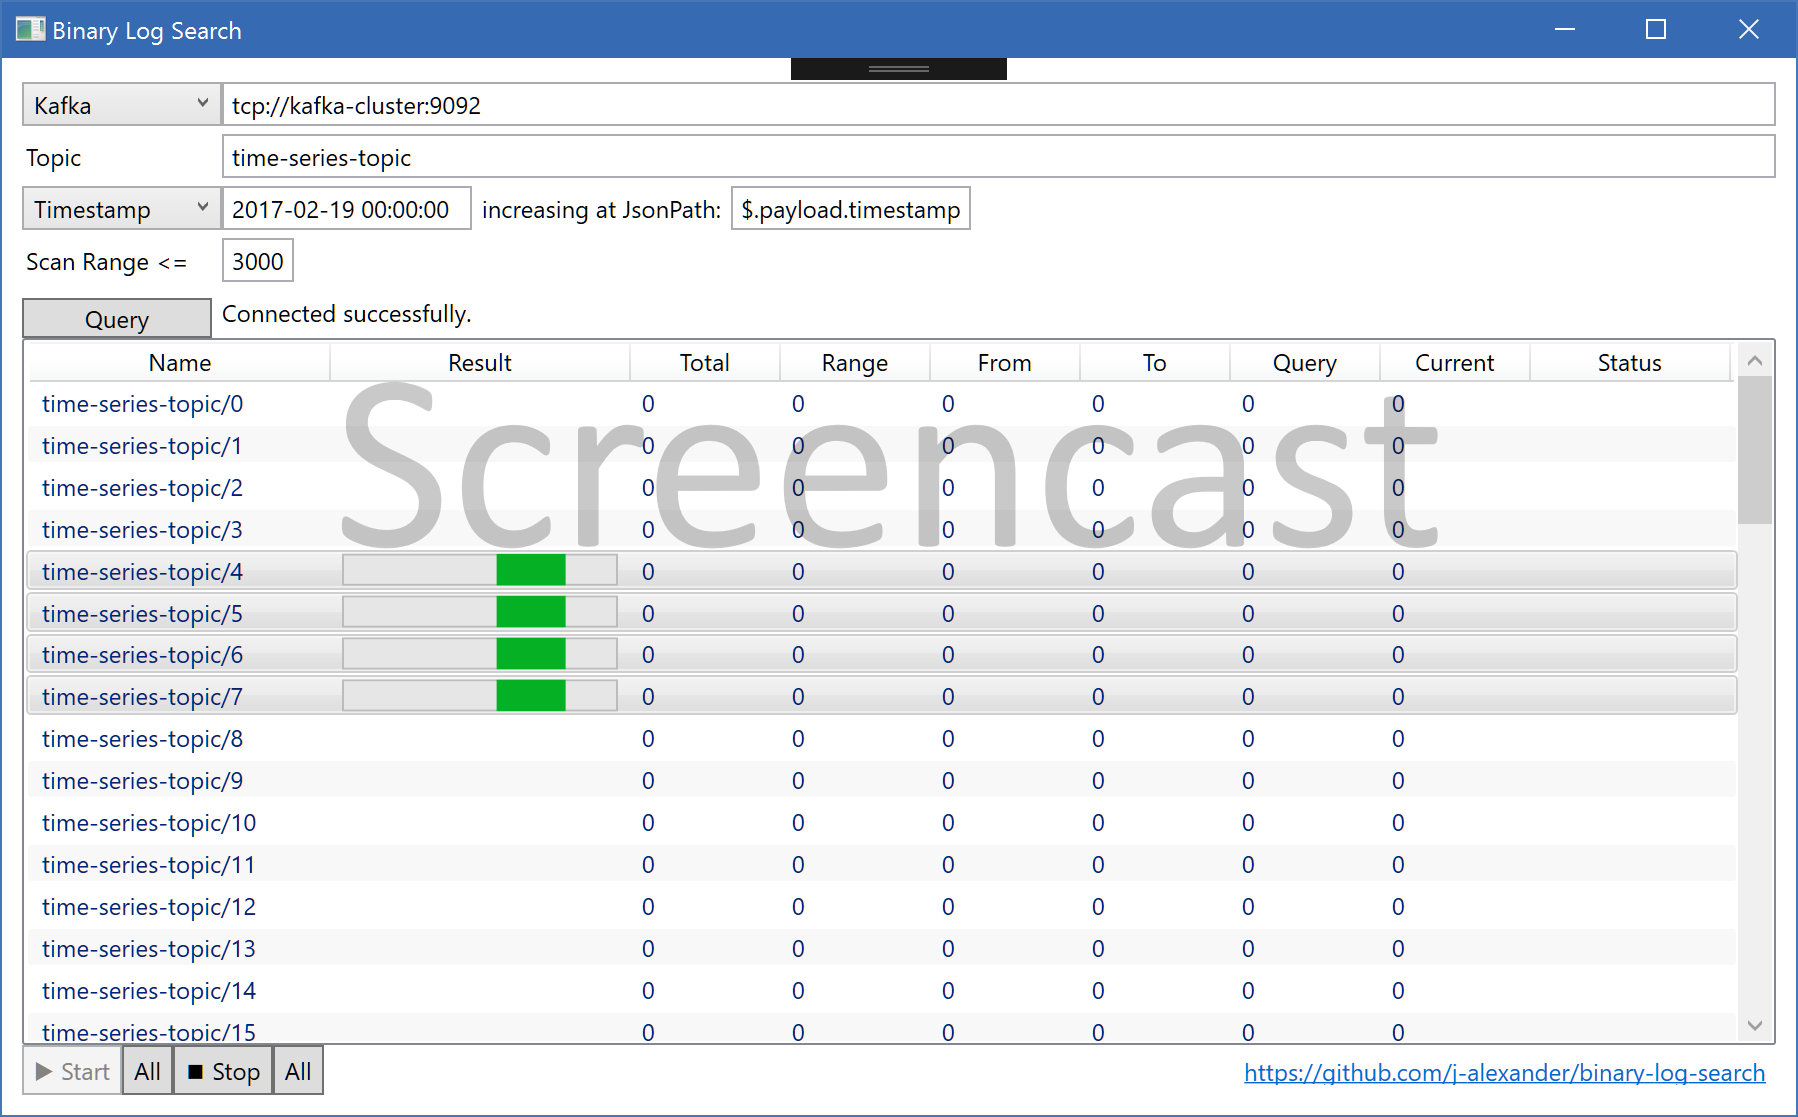 Binary Log Search
Kafka tcp://kafka-cluster:9092
Topic time-series-topic
Timestamp 2017-02-19 00:00:00 increasing at JsonPath: $.payload.timestamp
Scan Range <= 3000
Query Connected successfully.
Name Result Total Range From To Query Current Status
Screencast
time-series-topic/0 0 0 0 0 0 0
time-series-topic/1 0 0 0 0 0 0
time-series-topic/2 0 0 0 0 0 0
time-series-topic/3 0 0 0 0 0 0
time-series-topic/4 0 0 0 0 0 0
time-series-topic/5 0 0 0 0 0 0
time-series-topic/6 0 0 0 0 0 0
time-series-topic/7 0 0 0 0 0 0
time-series-topic/8 0 0 0 0 0 0
time-series-topic/9 0 0 0 0 0 0
time-series-topic/10 0 0 0 0 0 0
time-series-topic/11 0 0 0 0 0 0
time-series-topic/12 0 0 0 0 0 0
time-series-topic/13 0 0 0 0 0 0
time-series-topic/14 0 0 0 0 0 0
time-series-topic/15 0 0 0 0 0 0
Start All Stop All https://github.com/j-alexander/binary-log-search